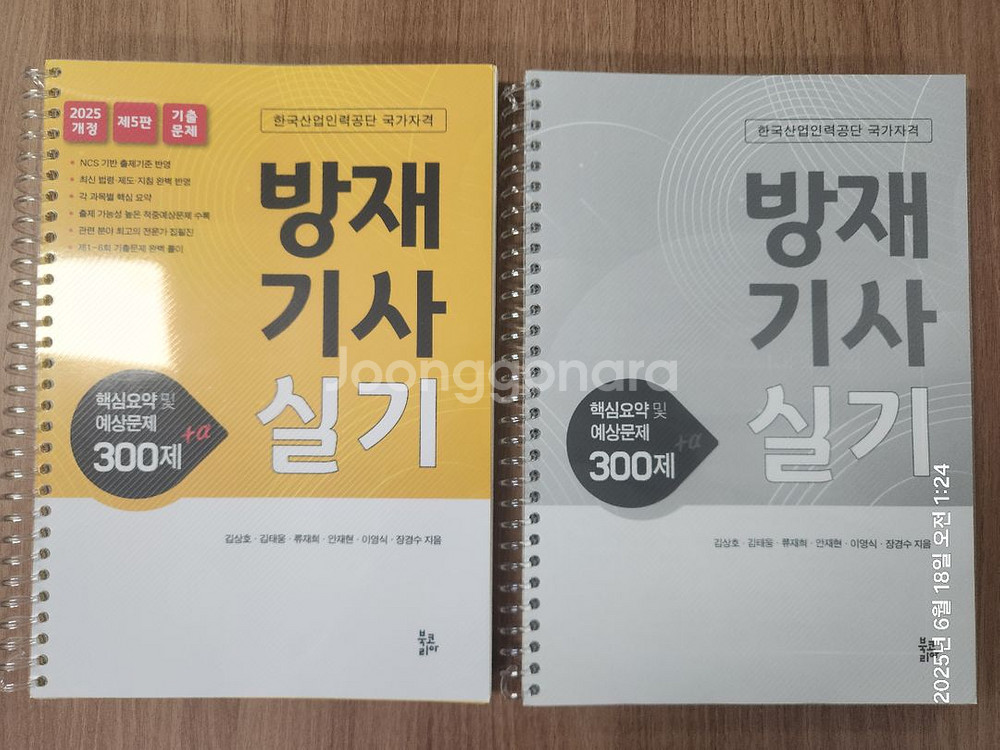 2025
개정
제5판
기출
문제
한국산업인력공단 국가자격
• NCS 기반 출제기준 반영
• 최신 법령·제도·지침 완벽 반영
• 각 과목별 핵심 요약
• 출제 가능성 높은 적중예상문제 수록
• 관련 분야 최고의 전문가 집필진
• 제1~8회 기출문제 완벽 풀이
방재
기사
실기
핵심요약 및
예상문제
300제
+α
김상호 · 김태웅 · 류재희 · 안재현 · 이영식 · 장경수 지음
북코
리아
한국산업인력공단 국가자격
방재
기사
실기
핵심요약 및
예상문제
300제
+α
김상호 · 김태웅 · 류재희 · 안재현 · 이영식 · 장경수 지음
북코
리아
Joonggonara
2025년 6월 18일 오전 1:24